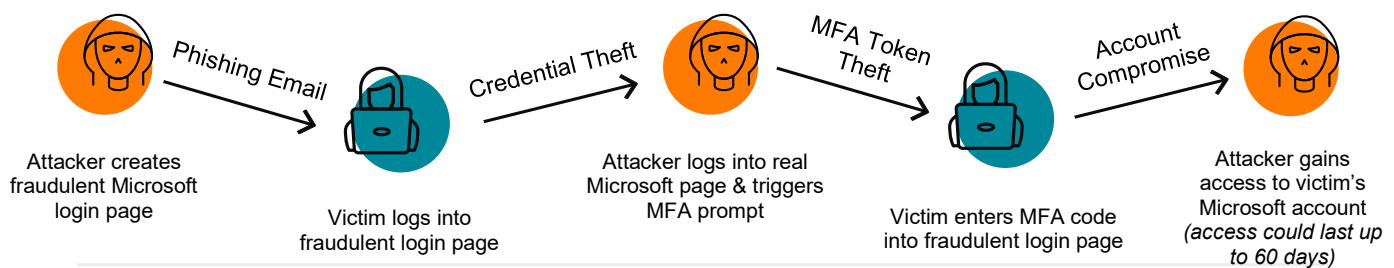 Phishing Email
Credential Theft
MFA Token
Theft
Account
Compromise
Attacker creates
fraudulent Microsoft
login page
Victim logs into
fraudulent login page
Attacker logs into real
Microsoft page & triggers
MFA prompt
Victim enters MFA code
into fraudulent login page
Attacker gains
access to victim's
Microsoft account
(access could last up
to 60 days)